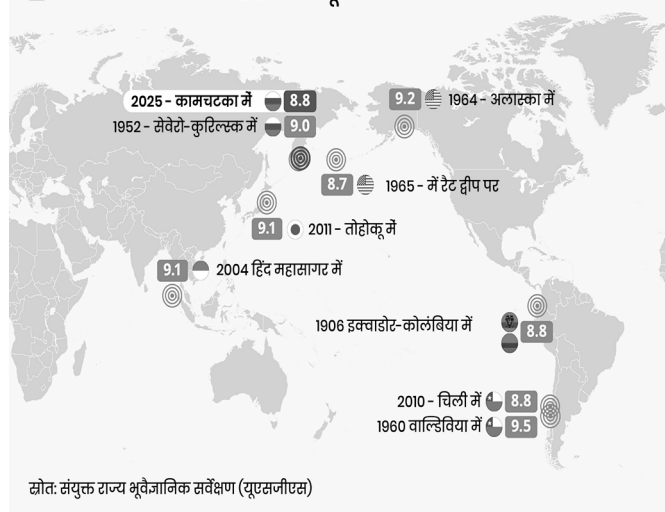 2025 - कामचटका में 8.8
1952 - सेवेरो-कुरिल्स्क में 9.0
9.2 1964 - अलास्का में
8.7 1965 - में रैट द्वीप पर
9.1 2011 - तोहोकू में
9.1 2004 हिंद महासागर में
1906 इक्वाडोर-कोलंबिया में 8.8
2010 - चिली में 8.8
1960 वाल्डिविया में 9.5
स्रोत: संयुक्त राज्य भूवैज्ञानिक सर्वेक्षण (यूएसजीएस)